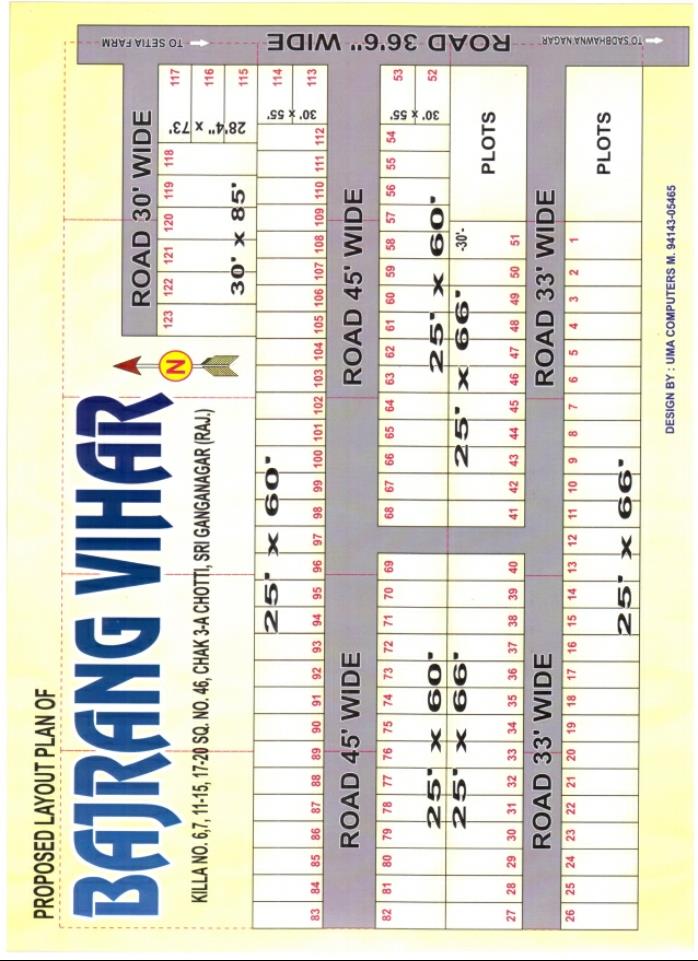 PROPOSED LAYOUT PLAN OF
BAJRANG VIHAR
KILLA NO. 6,7, 11-15, 17-20 SQ. NO. 46, CHAK 3-A CHOTTI, SRI GANGANAGAR (RAJ.)
N
TO SETIA FARM
ROAD 36'6" WIDE
TO SADBHAWNA NAGAR
ROAD 30' WIDE
117
116
115
28'4" x 73'
123 122 121 120 119 118
30' x 85'
114
113
30' x 55'
83 84 85 86 87 88 89 90 91 92 93 94 95 96 97 98 99 100 101 102 103 104 105 106 107 108 109 110 111 112
25' x 60'
ROAD 45' WIDE
ROAD 45' WIDE
53
52
30' x 55'
82 81 80 79 78 77 76 75 74 73 72 71 70 69
68 67 66 65 64 63 62 61 60 59 58 57 56 55 54
25' x 60'
25' x 60'
25' x 66'
25' x 66'
-30'-
PLOTS
27 28 29 30 31 32 33 34 35 36 37 38 39 40
41 42 43 44 45 46 47 48 49 50 51
ROAD 33' WIDE
ROAD 33' WIDE
26 25 24 23 22 21 20 19 18 17 16 15 14 13 12 11 10 9 8 7 6 5 4 3 2 1
PLOTS
25' x 66'
DESIGN BY : UMA COMPUTERS M. 94143-05465